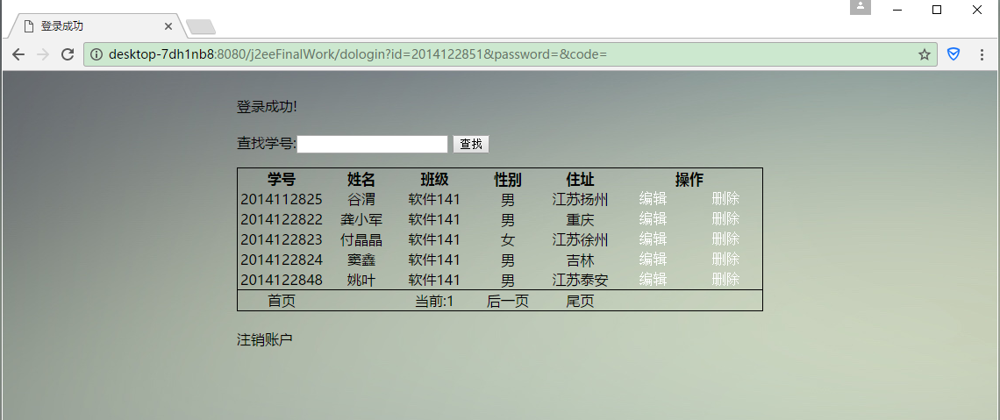 登录成功
desktop-7dh1nb8:8080/j2eeFinalWork/dologin?id=2014122851&password=&code=
登录成功!
查找学号: 查找
学号 姓名 班级 性别 住址 操作
2014112825 谷渭 软件141 男 江苏扬州 编辑 删除
2014122822 龚小军 软件141 男 重庆 编辑 删除
2014122823 付晶晶 软件141 女 江苏徐州 编辑 删除
2014122824 窦鑫 软件141 男 吉林 编辑 删除
2014122848 姚叶 软件141 男 江苏泰安 编辑 删除
首页 当前:1 后一页 尾页
注销账户